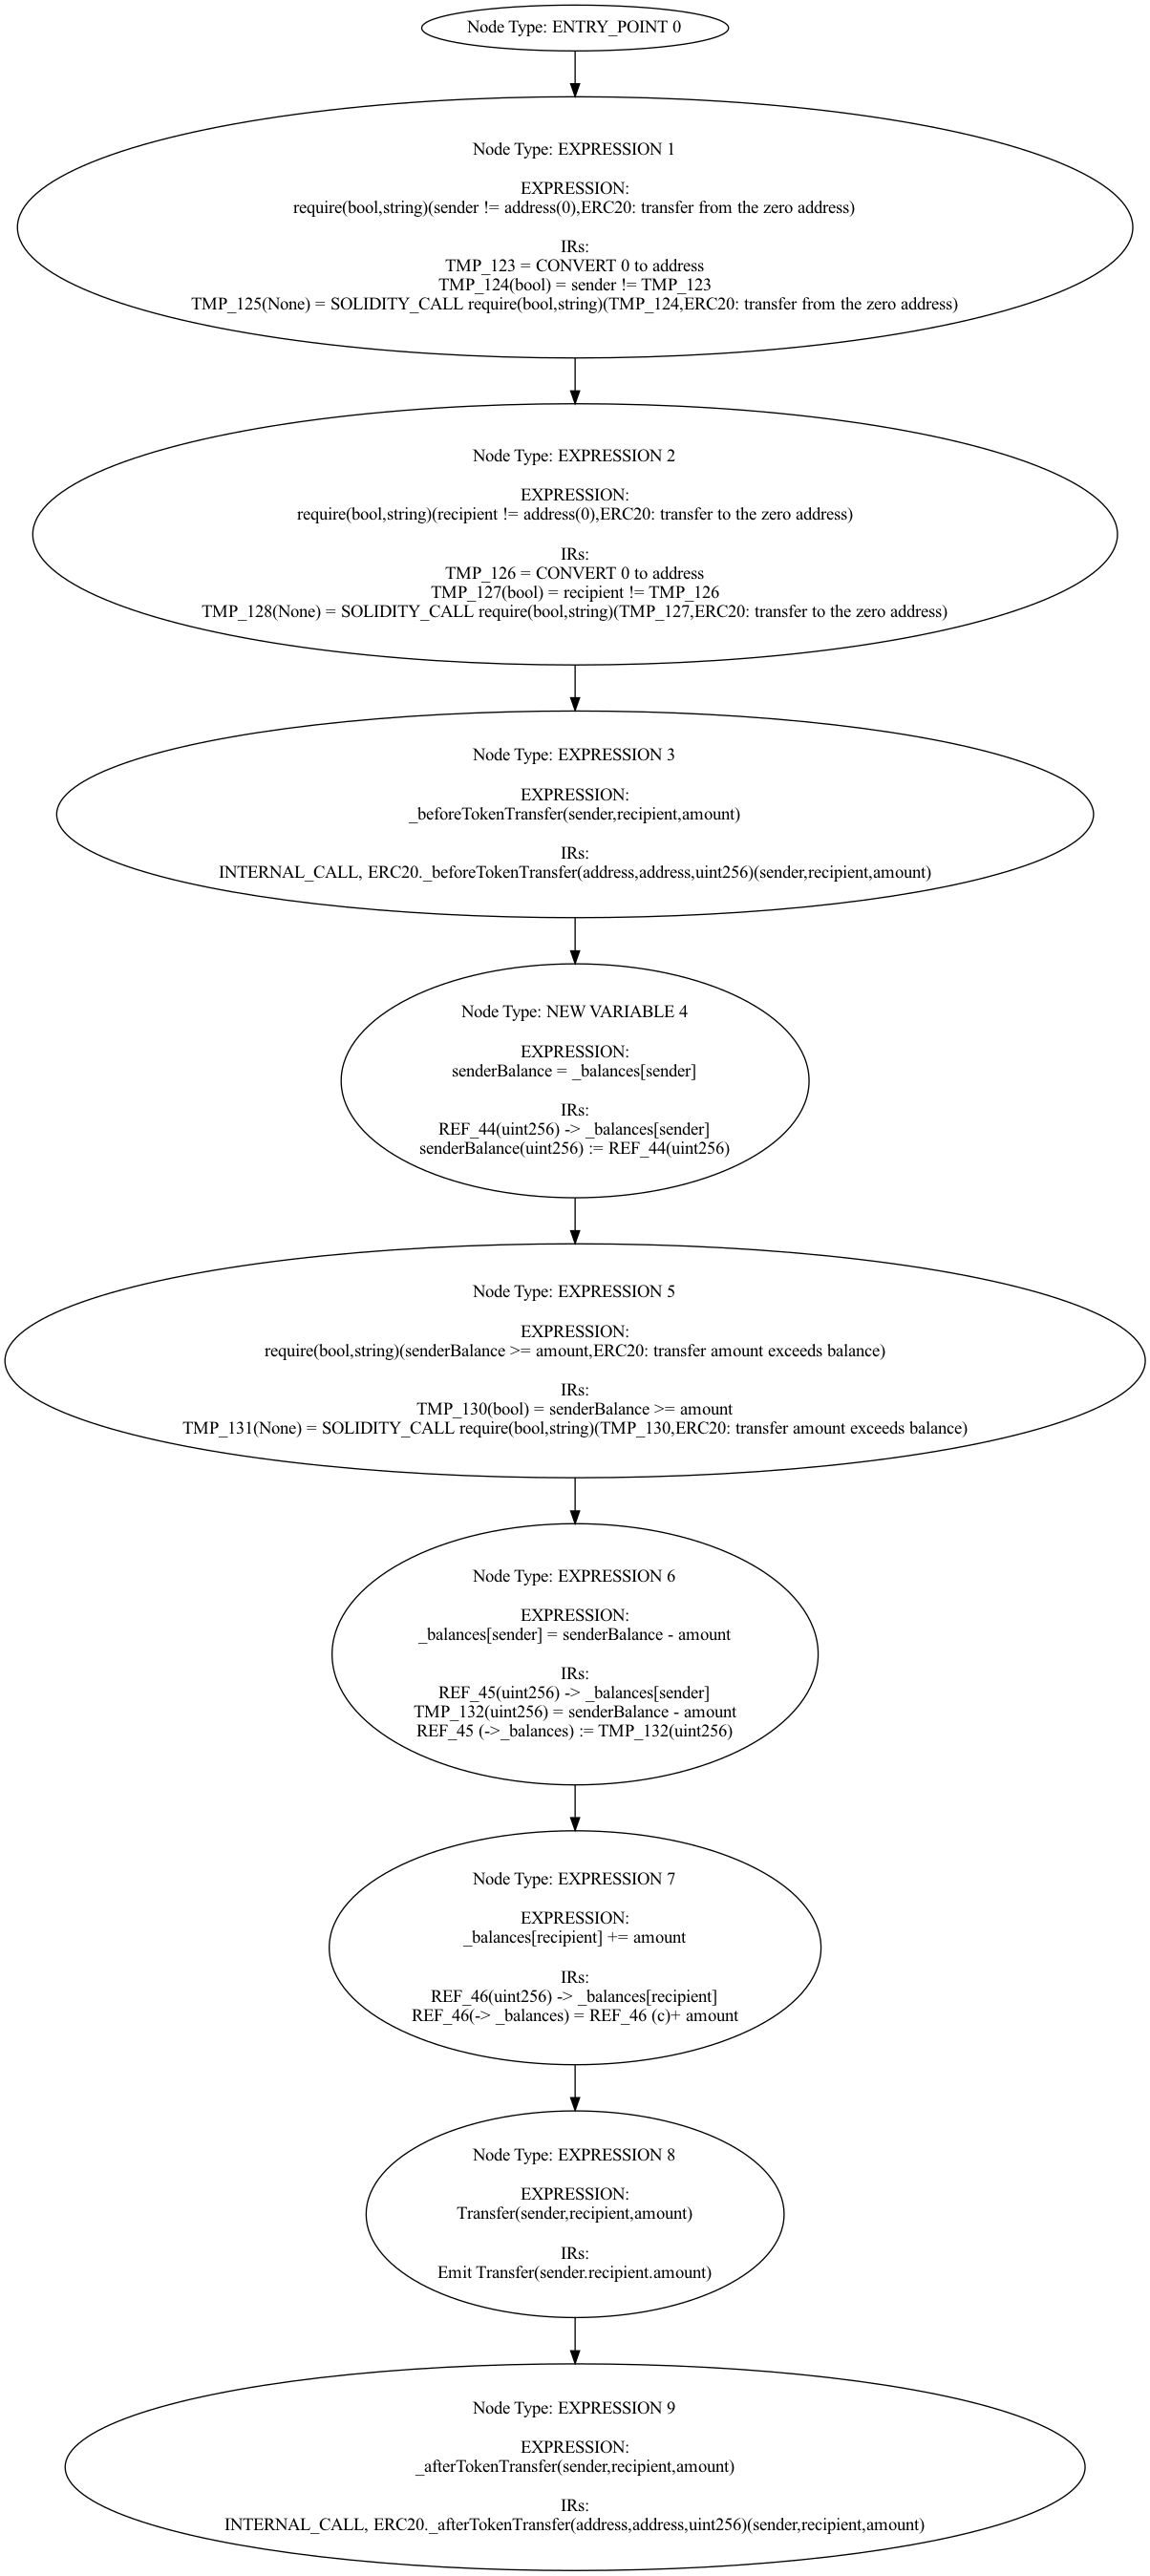 Node Type: ENTRY_POINT 0
Node Type: EXPRESSION 1
EXPRESSION:
require(bool,string)(sender != address(0),ERC20: transfer from the zero address)
IRs:
TMP_123 = CONVERT 0 to address
TMP_124(bool) = sender != TMP_123
TMP_125(None) = SOLIDITY_CALL require(bool,string)(TMP_124,ERC20: transfer from the zero address)
Node Type: EXPRESSION 2
EXPRESSION:
require(bool,string)(recipient != address(0),ERC20: transfer to the zero address)
IRs:
TMP_126 = CONVERT 0 to address
TMP_127(bool) = recipient != TMP_126
TMP_128(None) = SOLIDITY_CALL require(bool,string)(TMP_127,ERC20: transfer to the zero address)
Node Type: EXPRESSION 3
EXPRESSION:
_beforeTokenTransfer(sender,recipient,amount)
IRs:
INTERNAL_CALL, ERC20._beforeTokenTransfer(address,address,uint256)(sender,recipient,amount)
Node Type: NEW VARIABLE 4
EXPRESSION:
senderBalance = _balances[sender]
IRs:
REF_44(uint256) -> _balances[sender]
senderBalance(uint256) := REF_44(uint256)
Node Type: EXPRESSION 5
EXPRESSION:
require(bool,string)(senderBalance >= amount,ERC20: transfer amount exceeds balance)
IRs:
TMP_130(bool) = senderBalance >= amount
TMP_131(None) = SOLIDITY_CALL require(bool,string)(TMP_130,ERC20: transfer amount exceeds balance)
Node Type: EXPRESSION 6
EXPRESSION:
_balances[sender] = senderBalance - amount
IRs:
REF_45(uint256) -> _balances[sender]
TMP_132(uint256) = senderBalance - amount
REF_45 (->_balances) := TMP_132(uint256)
Node Type: EXPRESSION 7
EXPRESSION:
_balances[recipient] += amount
IRs:
REF_46(uint256) -> _balances[recipient]
REF_46(-> _balances) = REF_46 (c)+ amount
Node Type: EXPRESSION 8
EXPRESSION:
Transfer(sender,recipient,amount)
IRs:
Emit Transfer(sender.recipient.amount)
Node Type: EXPRESSION 9
EXPRESSION:
_afterTokenTransfer(sender,recipient,amount)
IRs:
INTERNAL_CALL, ERC20._afterTokenTransfer(address,address,uint256)(sender,recipient,amount)